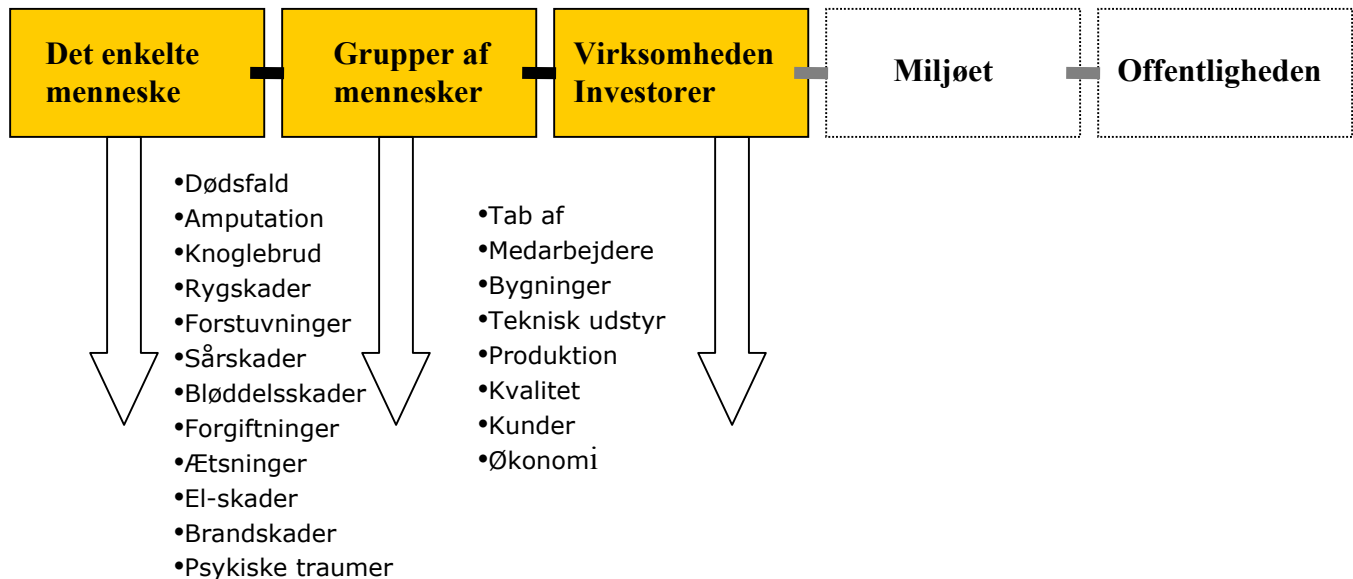 Det enkelte
menneske
Grupper af
mennesker
Virksomheden
Investorer
Miljøet
Offentligheden
•Dødsfald
•Amputation
•Knoglebrud
•Rygskader
•Forstuvninger
•Sårskader
•Bløddelsskader
•Forgiftninger
•Ætsninger
•El-skader
•Brandskader
•Psykiske traumer
•Tab af
•Medarbejdere
•Bygninger
•Teknisk udstyr
•Produktion
•Kvalitet
•Kunder
•Økonomi